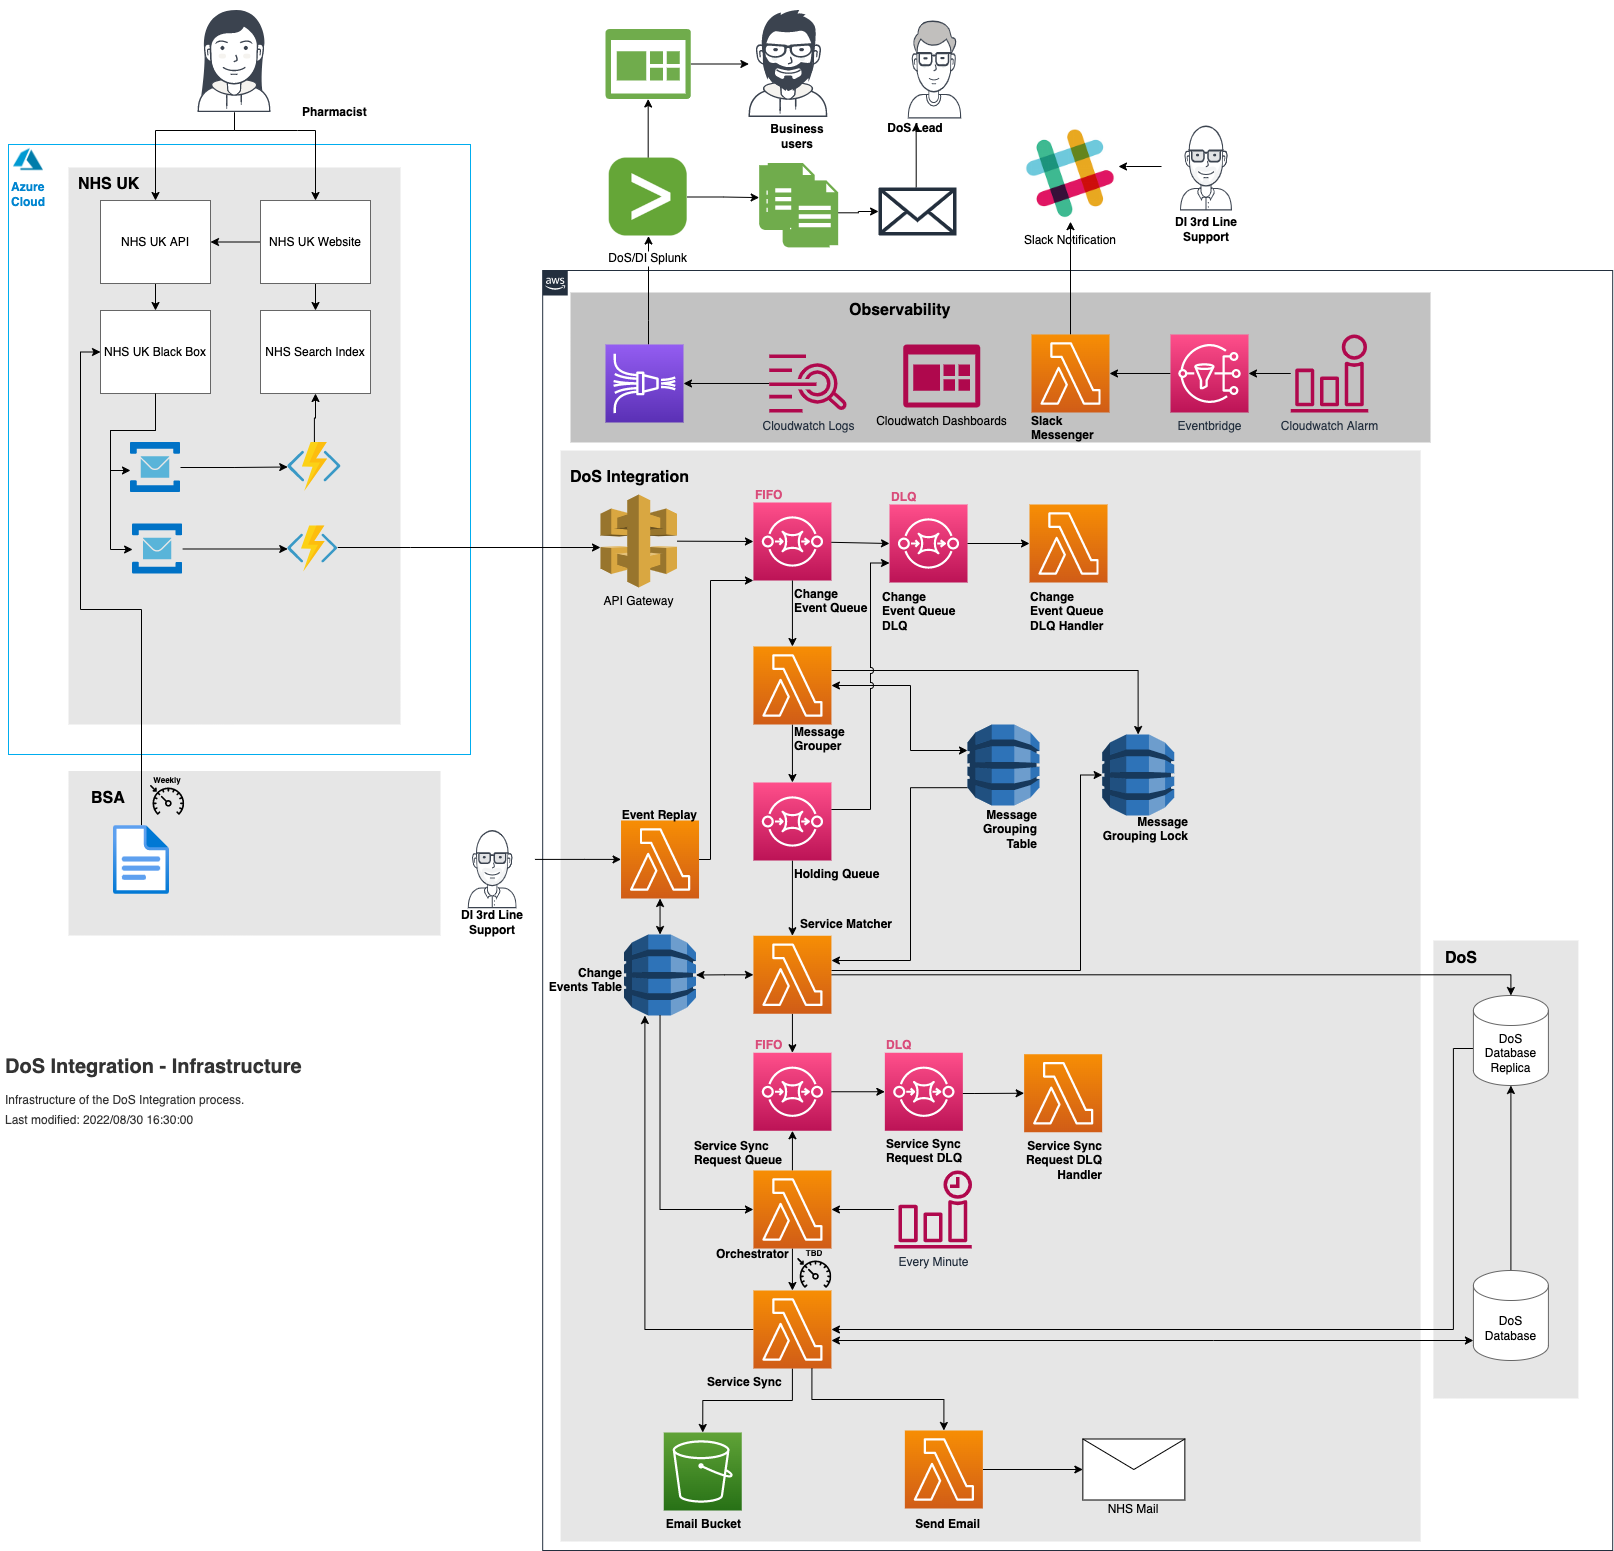 Pharmacist
Business
users
DoS Lead
Azure
Cloud
NHS UK
NHS UK API
NHS UK Website
NHS UK Black Box
NHS Search Index
DoS/DI Splunk
Slack Notification
DI 3rd Line
Support
aws
Observability
Cloudwatch Logs
Cloudwatch Dashboards
Slack
Messenger
Eventbridge
Cloudwatch Alarm
DoS Integration
API Gateway
FIFO
Change
Event Queue
DLQ
Change
Event Queue
DLQ
Change
Event Queue
DLQ Handler
Message
Grouper
Message
Grouping
Table
Message
Grouping Lock
BSA
Weekly
DI 3rd Line
Support
Event Replay
Holding Queue
Service Matcher
Change
Events Table
DoS
DoS
Database
Replica
DoS
Database
DoS Integration - Infrastructure
Infrastructure of the DoS Integration process.
Last modified: 2022/08/30 16:30:00
FIFO
Service Sync
Request Queue
DLQ
Service Sync
Request DLQ
Service Sync
Request DLQ
Handler
Orchestrator
TBD
Every Minute
Service Sync
Email Bucket
Send Email
NHS Mail